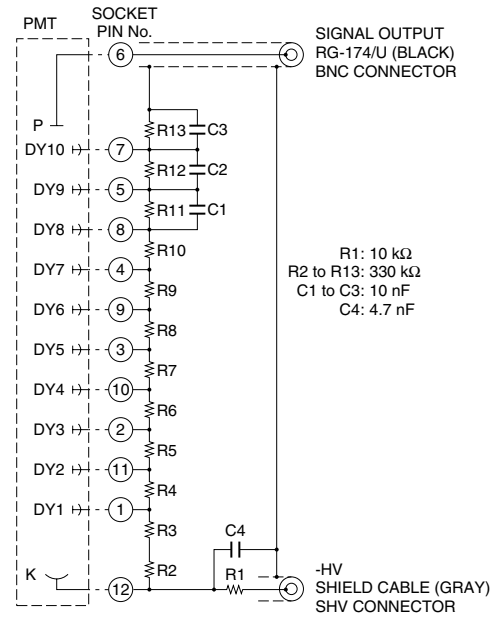 PMT
SOCKET
PIN No.
6
SIGNAL OUTPUT
RG-174/U (BLACK)
BNC CONNECTOR
P
R13
C3
DY10
7
R12
C2
DY9
5
R11
C1
DY8
8
R10
DY7
4
R9
DY6
9
R8
DY5
3
R7
DY4
10
R6
DY3
2
R5
DY2
11
R4
DY1
1
R3
R2
K
12
C4
R1
R1: 10 kΩ
R2 to R13: 330 kΩ
C1 to C3: 10 nF
C4: 4.7 nF
-HV
SHIELD CABLE (GRAY)
SHV CONNECTOR